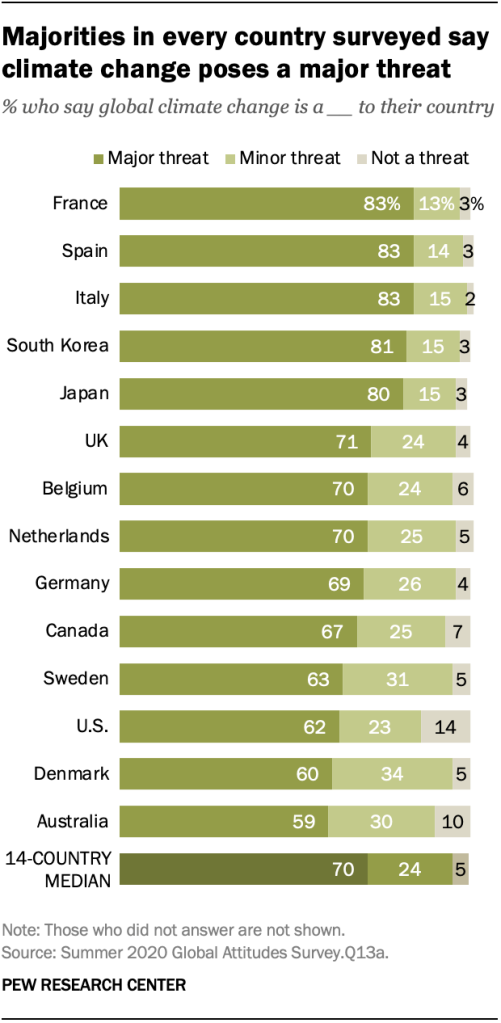 Majorities in every country surveyed say
climate change poses a major threat
% who say global climate change is a __ to their country
Major threat Minor threat Not a threat
France 83% 13% 3%
Spain 83 14 3
Italy 83 15 2
South Korea 81 15 3
Japan 80 15 3
UK 71 24 4
Belgium 70 24 6
Netherlands 70 25 5
Germany 69 26 4
Canada 67 25 7
Sweden 63 31 5
U.S. 62 23 14
Denmark 60 34 5
Australia 59 30 10
14-COUNTRY
MEDIAN 70 24 5
Note: Those who did not answer are not shown.
Source: Summer 2020 Global Attitudes Survey.Q13a.
PEW RESEARCH CENTER